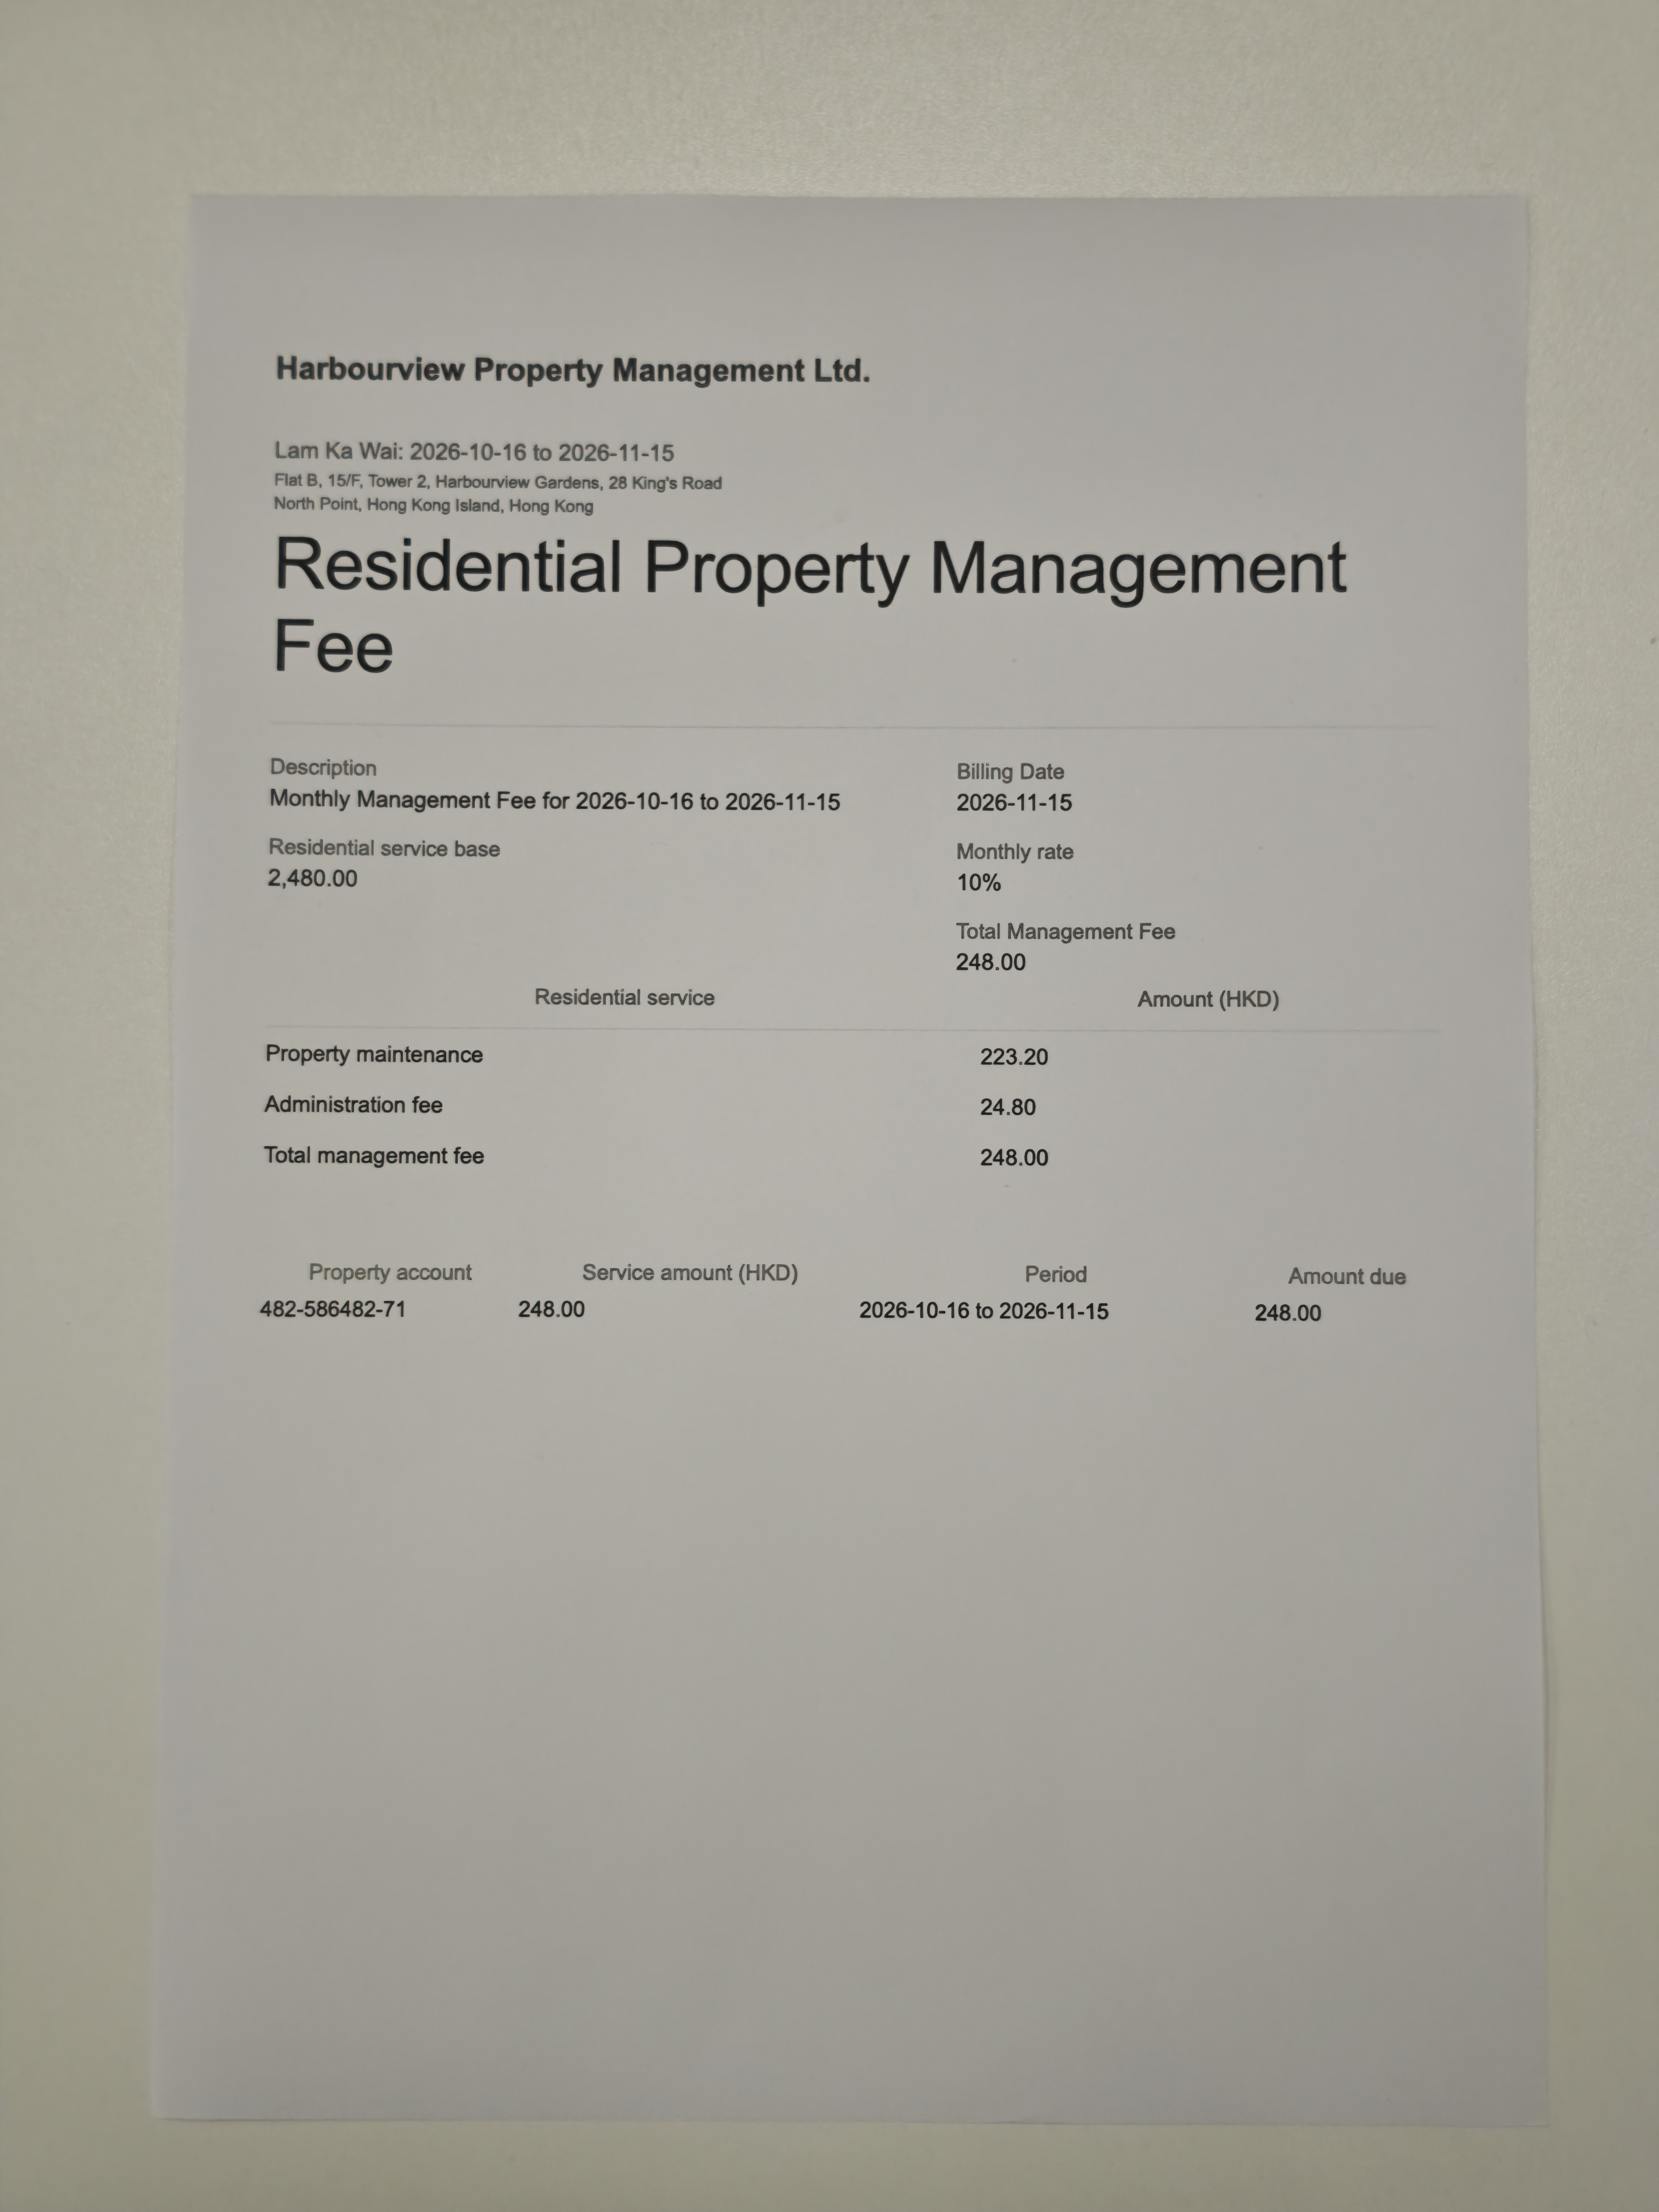 Harbourview Property Management Ltd.
Lam Ka Wai: 2026-10-16 to 2026-11-15
Flat B, 15/F, Tower 2, Harbourview Gardens, 28 King's Road
North Point, Hong Kong Island, Hong Kong
Residential Property Management
Fee
Description
Monthly Management Fee for 2026-10-16 to 2026-11-15
Billing Date
2026-11-15
Residential service base
2,480.00
Monthly rate
10%
Total Management Fee
248.00
Residential service Amount (HKD)
Property maintenance 223.20
Administration fee 24.80
Total management fee 248.00
Property account Service amount (HKD) Period Amount due
482-586482-71 248.00 2026-10-16 to 2026-11-15 248.00